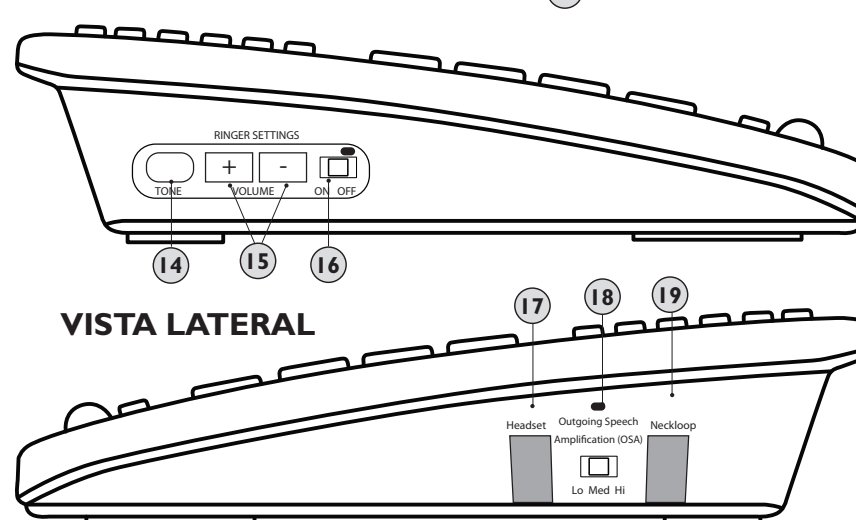 RINGER SETTINGS
+ -
TONE VOLUME ON OFF
14 15 16
VISTA LATERAL
17 18 19
Headset Outgoing Speech Neckloop
Amplification (OSA)
Lo Med Hi